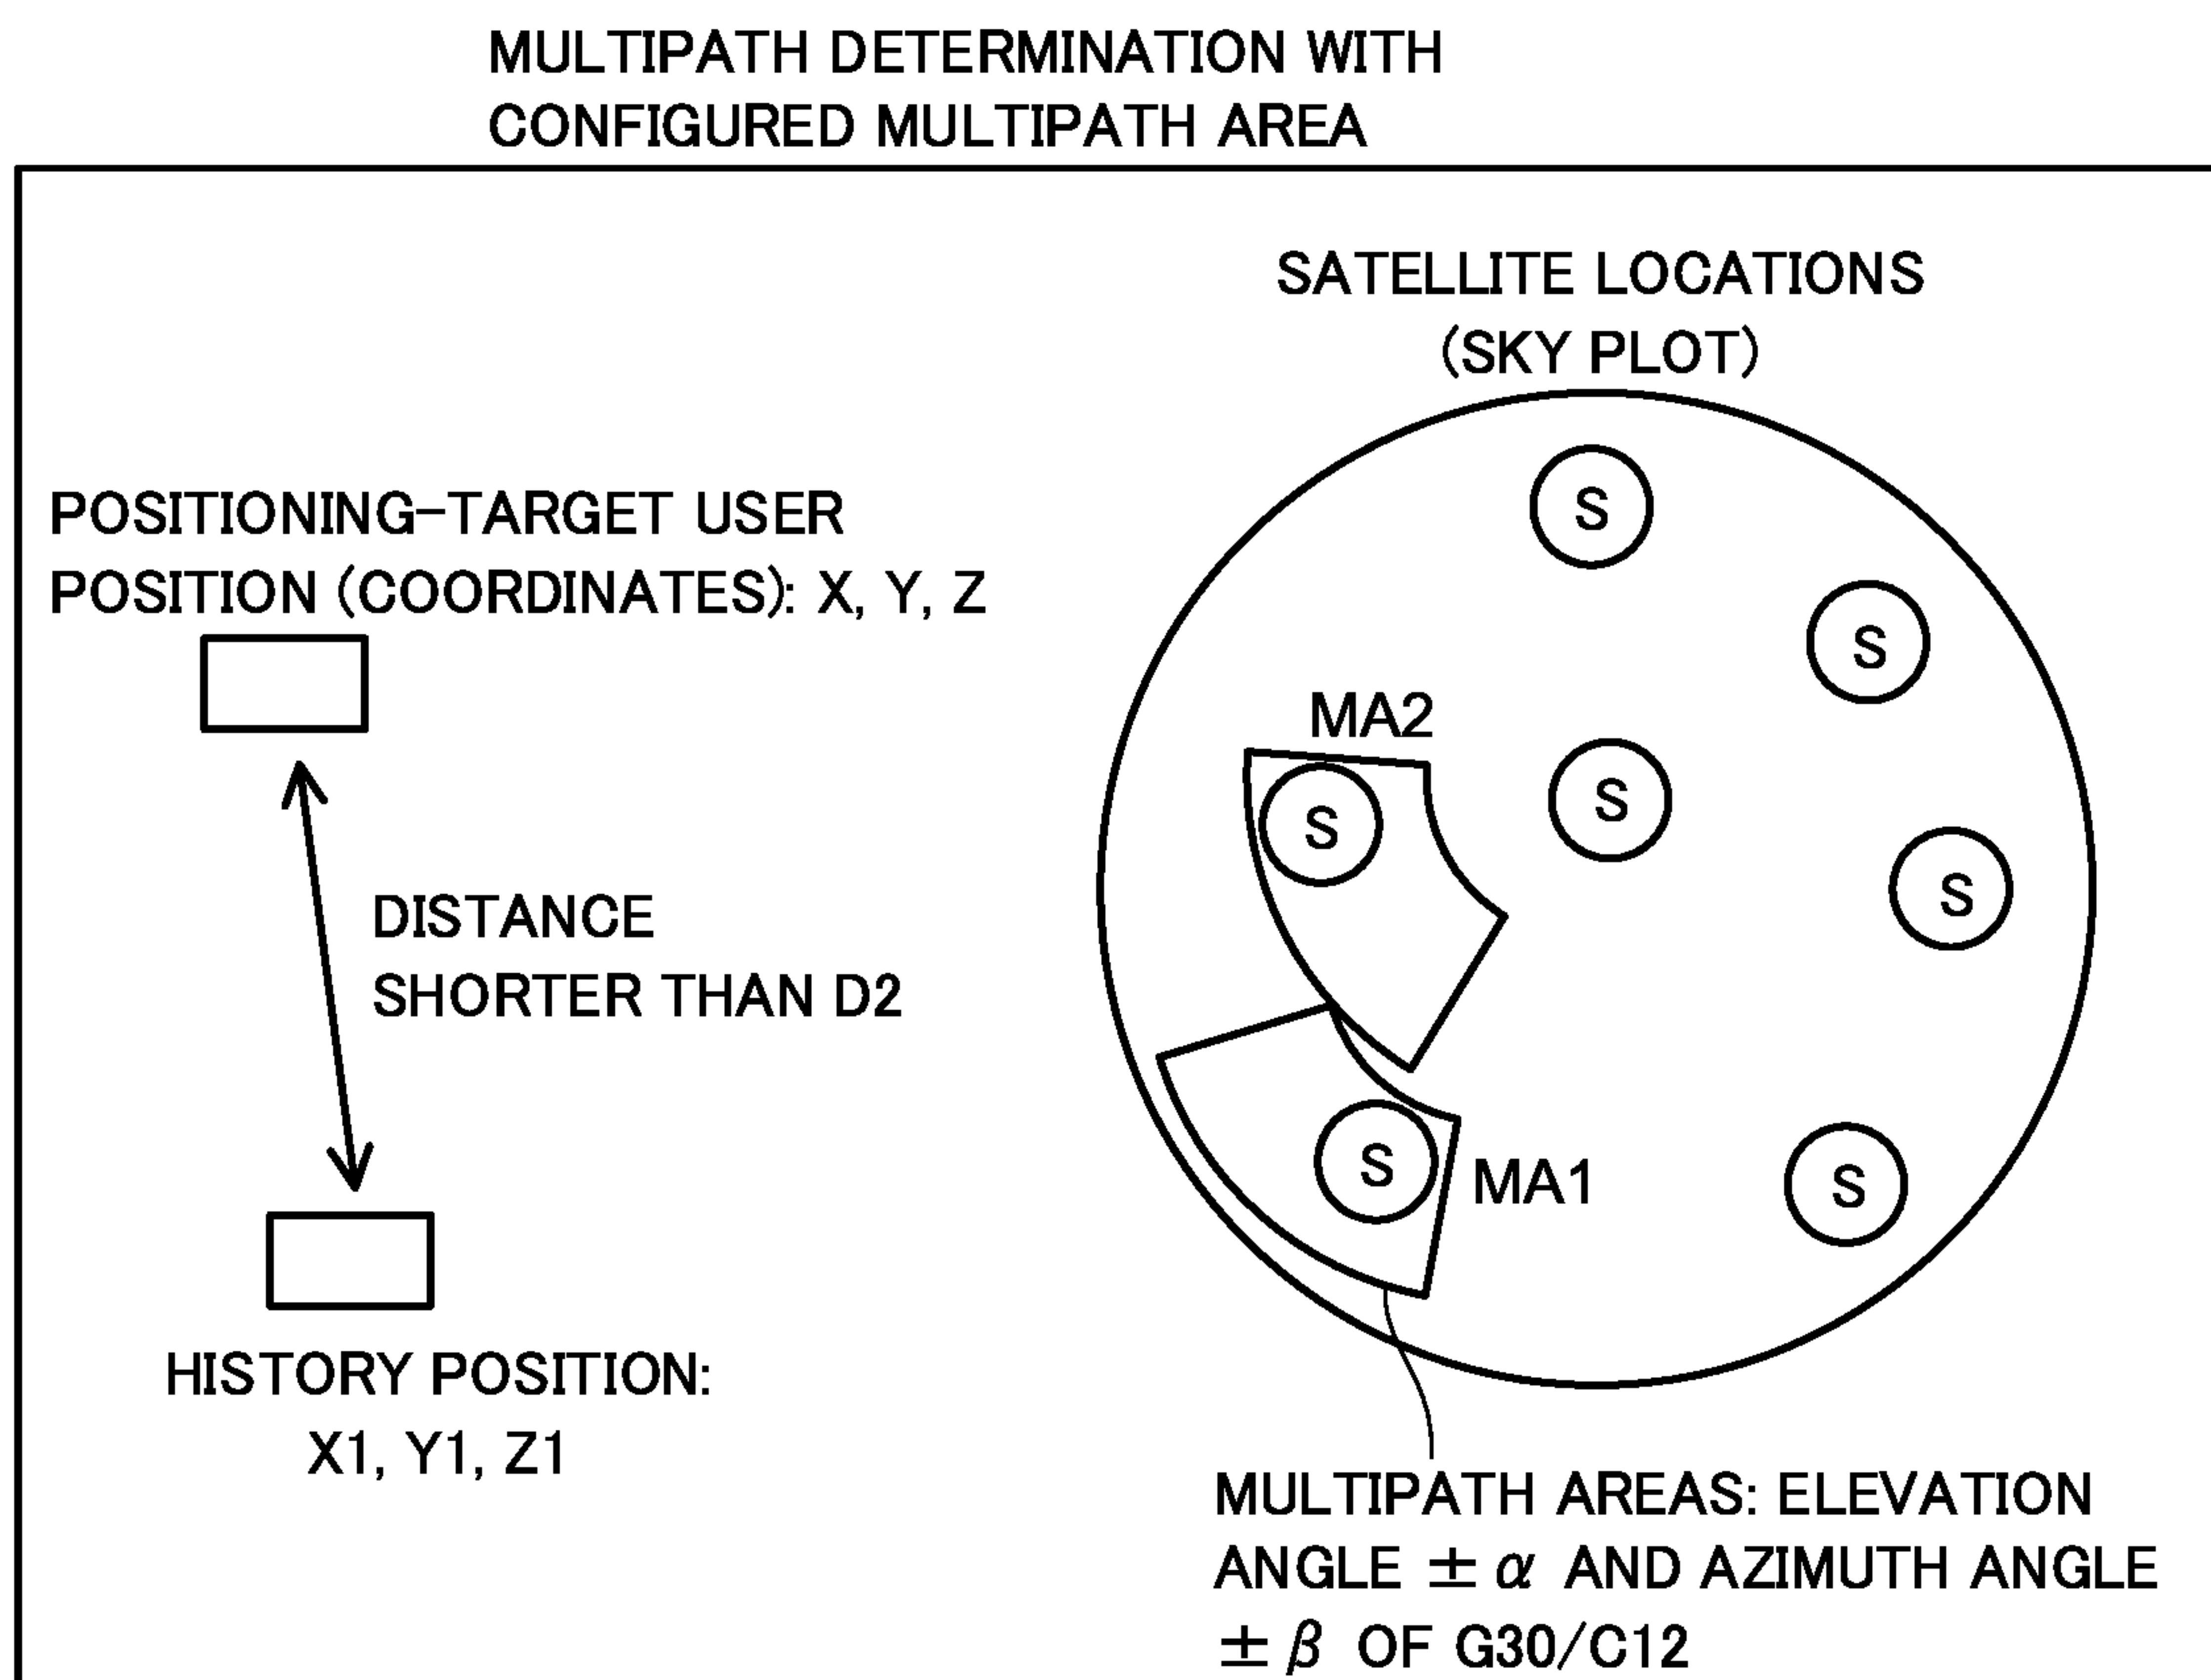 MULTIPATH DETERMINATION WITH
CONFIGURED MULTIPATH AREA
SATELLITE LOCATIONS
(SKY PLOT)
POSITIONING-TARGET USER
POSITION (COORDINATES): X, Y, Z
S
S
MA2
S
S
S
DISTANCE
SHORTER THAN D2
S
MA1
S
HISTORY POSITION:
X1, Y1, Z1
MULTIPATH AREAS: ELEVATION
ANGLE ± α AND AZIMUTH ANGLE
± β OF G30/C12